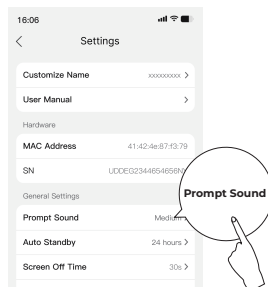 16:06
Settings
Customize Name xxxxxxxxx
User Manual
Hardware
MAC Address 41:42:4e:87:f3:79
SN UDDEG2344654656N
General Settings
Prompt Sound Medium
Prompt Sound
Auto Standby 24 hours
Screen Off Time 30s